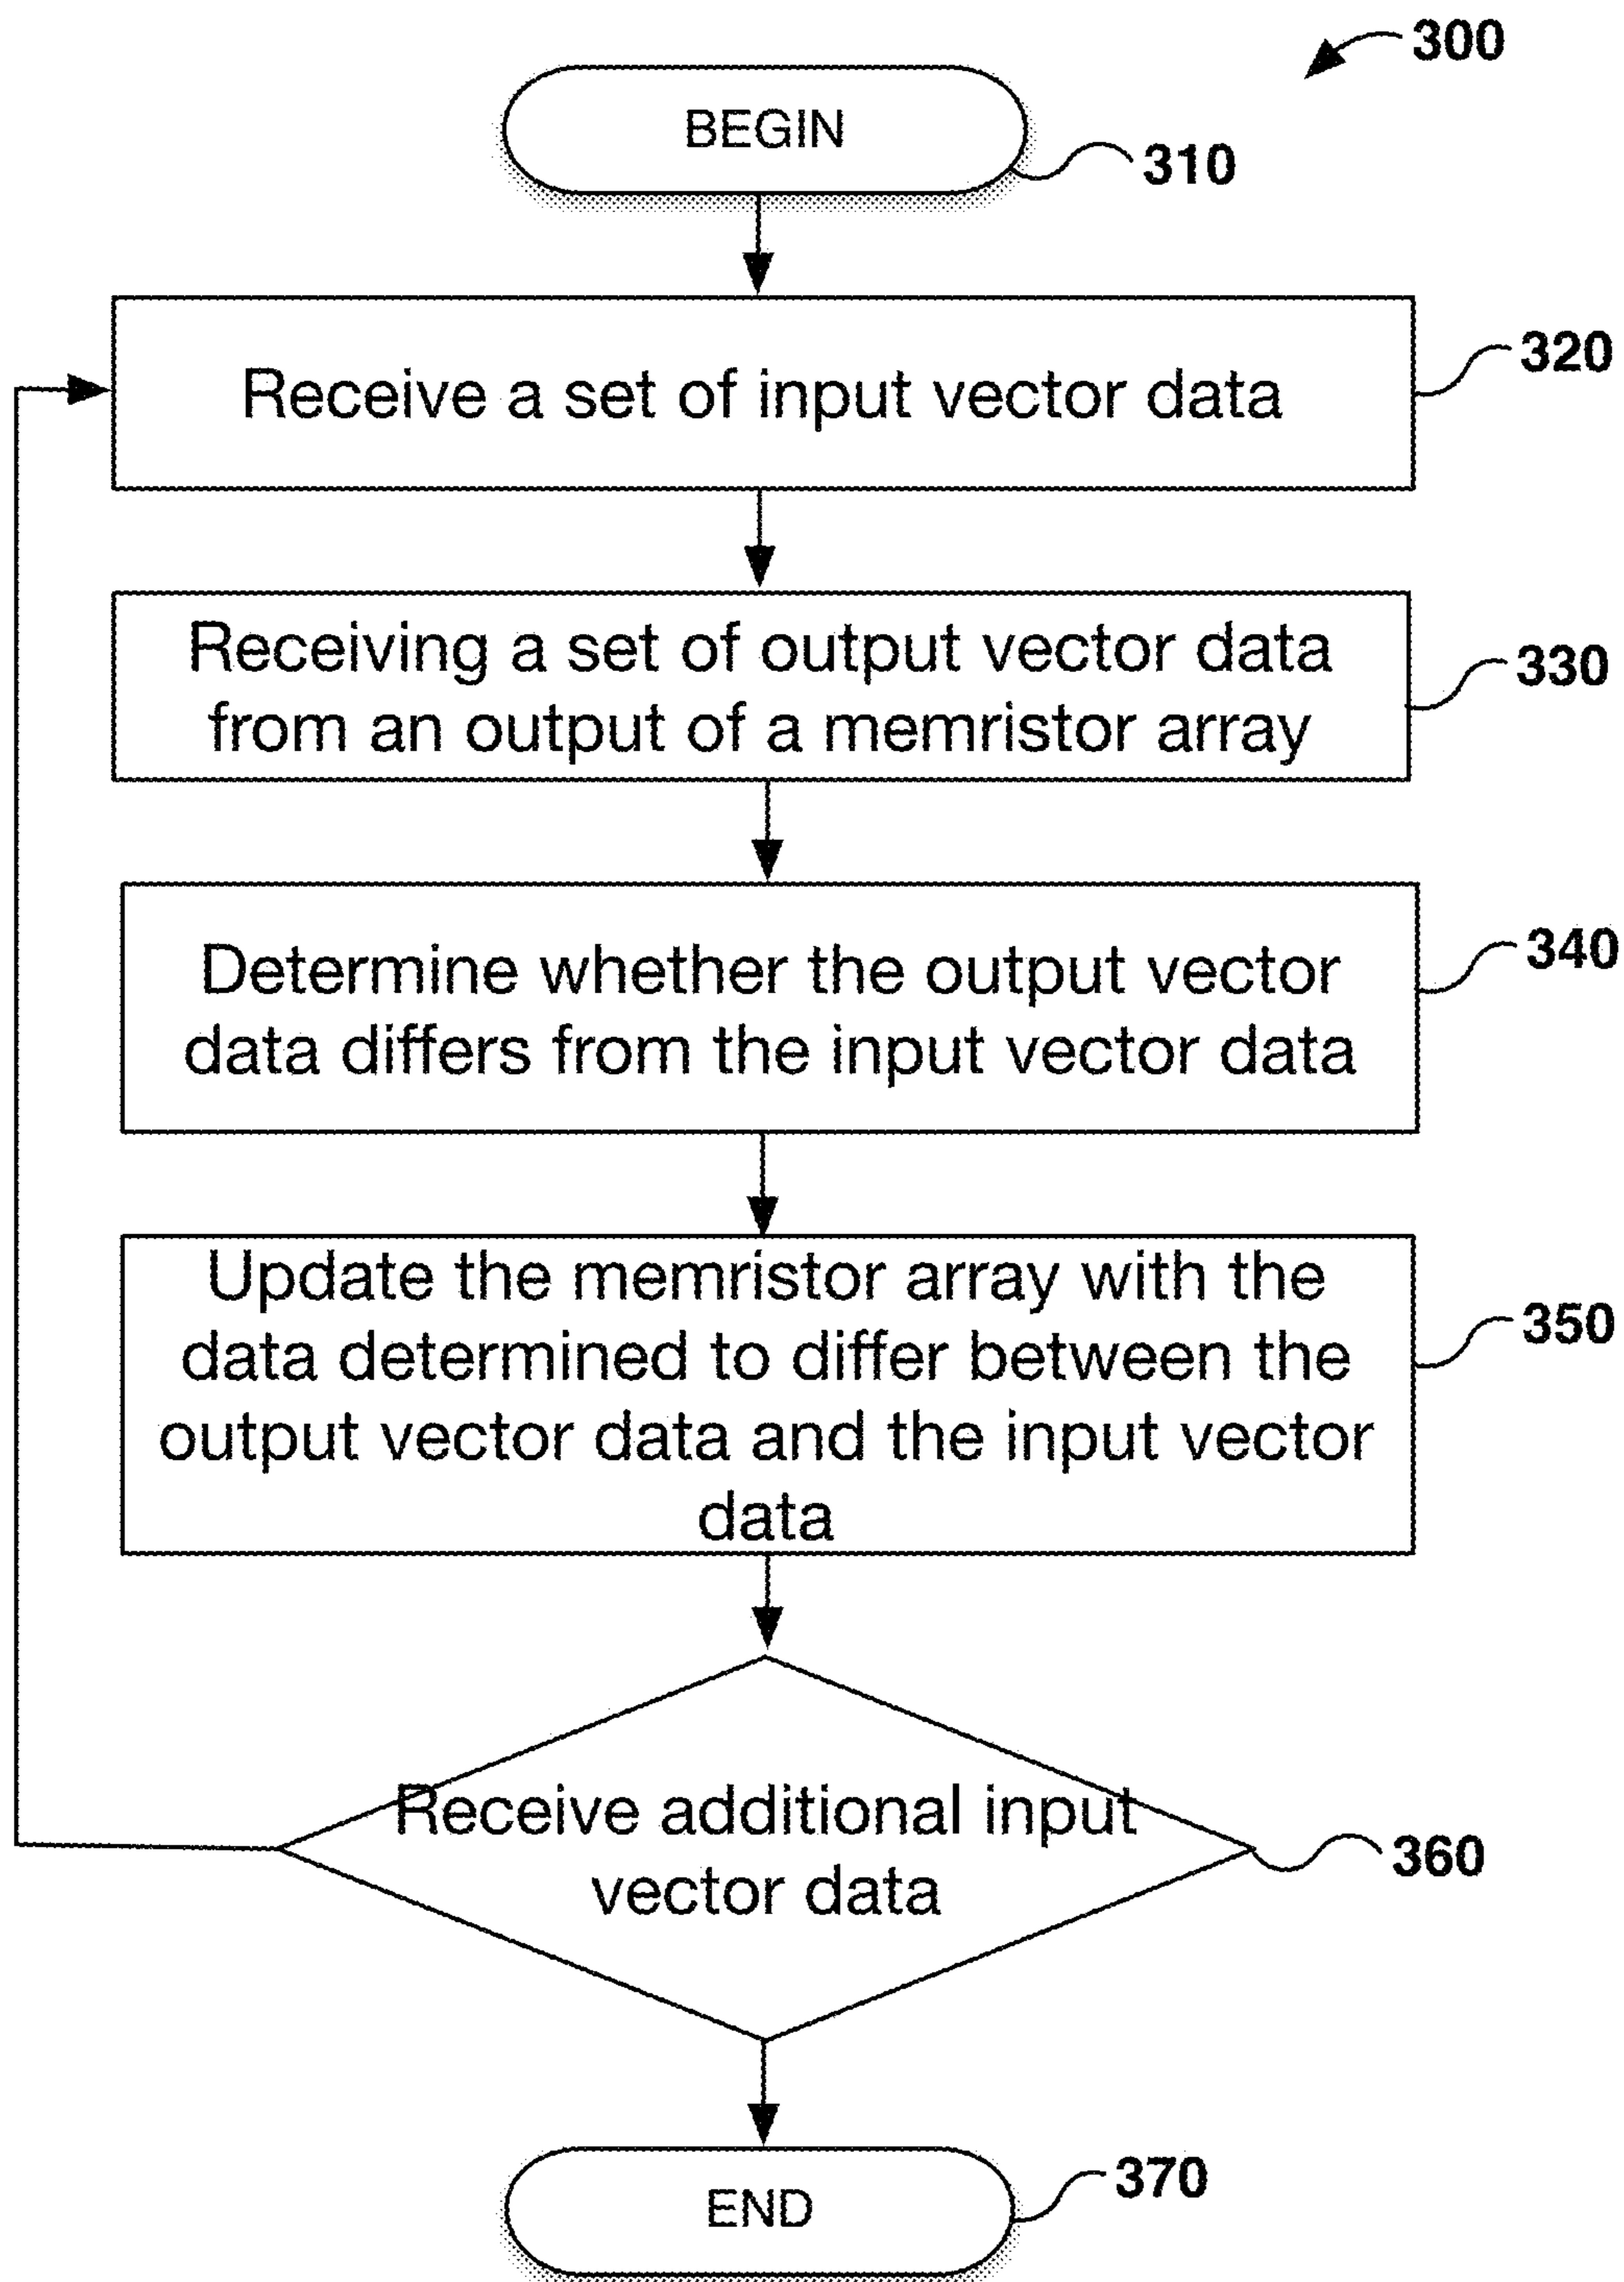 300
BEGIN
310
Receive a set of input vector data
320
Receiving a set of output vector data
from an output of a memristor array
330
Determine whether the output vector
data differs from the input vector data
340
Update the memristor array with the
data determined to differ between the
output vector data and the input vector
data
350
Receive additional input
vector data
360
END
370